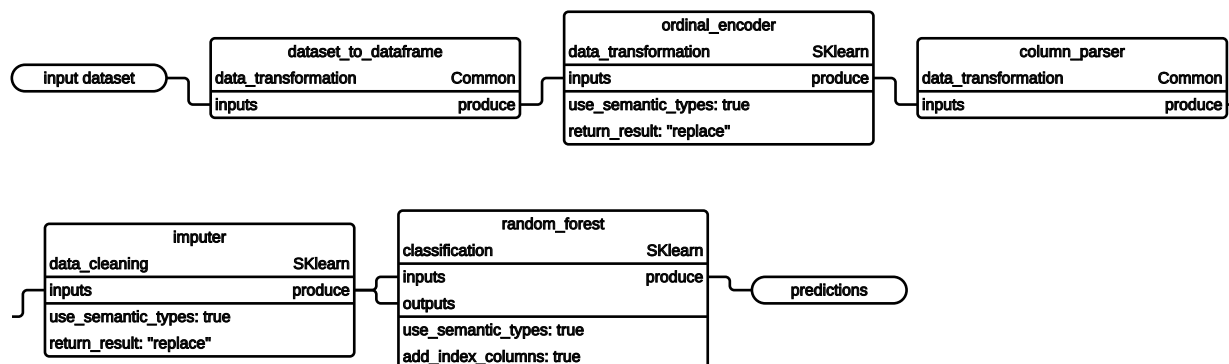 input dataset
dataset_to_dataframe
data_transformation Common
inputs produce
ordinal_encoder
data_transformation SKlearn
inputs produce
use_semantic_types: true
return_result: "replace"
column_parser
data_transformation Common
inputs produce
imputer
data_cleaning SKlearn
inputs produce
use_semantic_types: true
return_result: "replace"
random_forest
classification SKlearn
inputs produce
outputs
use_semantic_types: true
add_index_columns: true
predictions